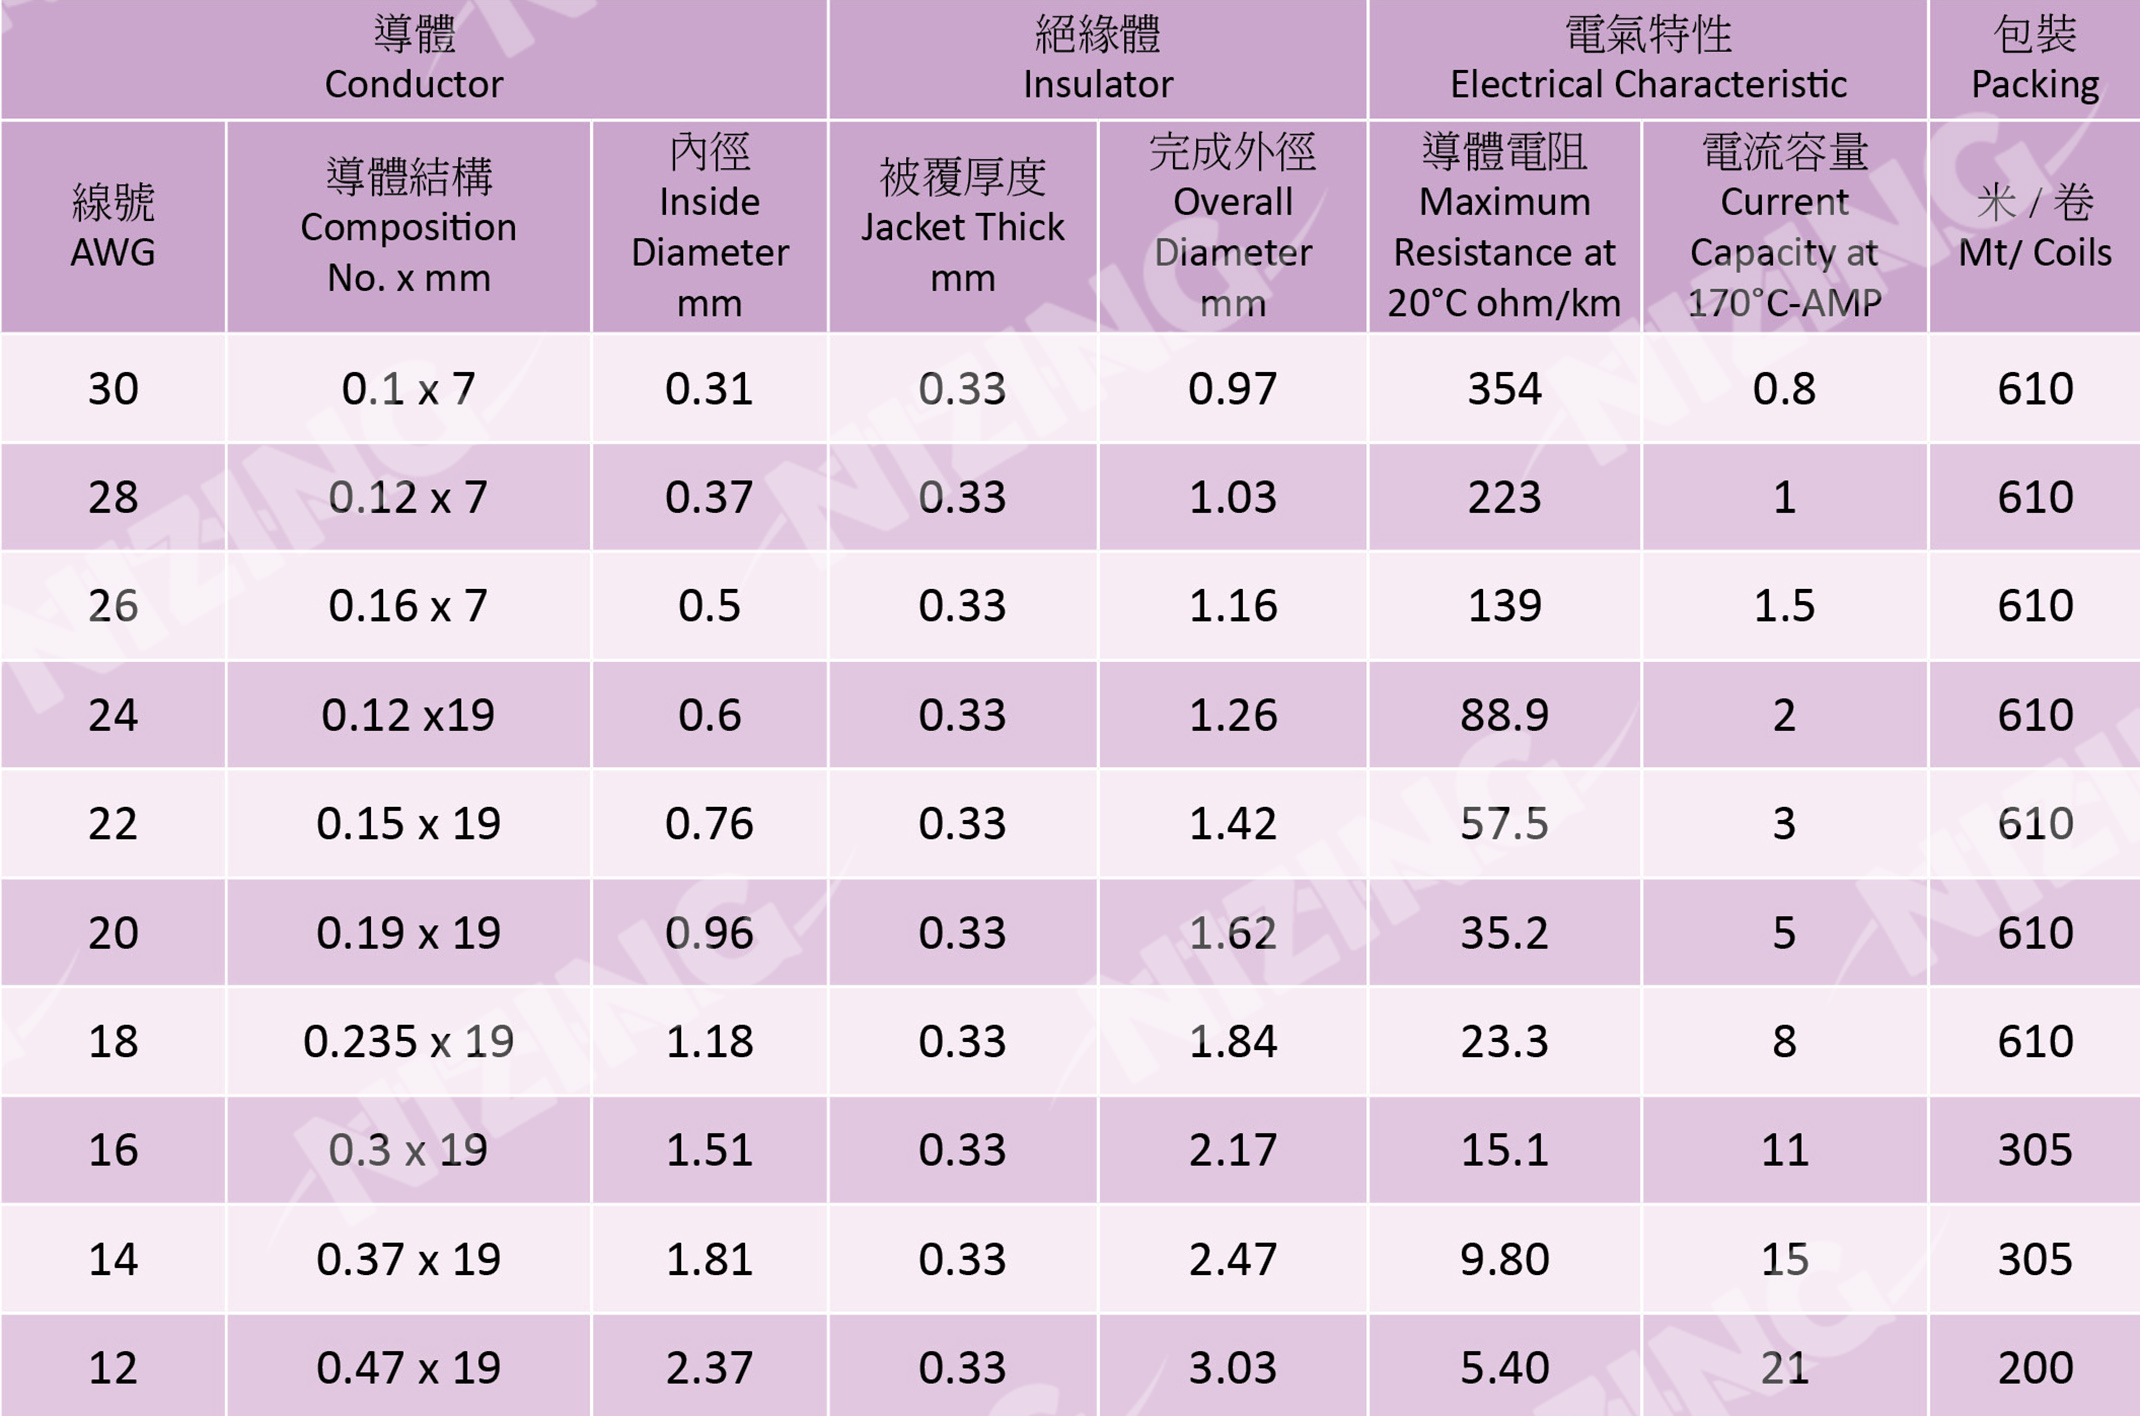 導體
Conductor
絕緣體
Insulator
電氣特性
Electrical Characteristic
包裝
Packing
線號
AWG
導體結構
Composition
No. x mm
內徑
Inside
Diameter
mm
被覆厚度
Jacket Thick
mm
完成外徑
Overall
Diameter
mm
導體電阻
Maximum
Resistance at
20°C ohm/km
電流容量
Current
Capacity at
170°C-AMP
米 / 卷
Mt/ Coils
30 0.1 x 7 0.31 0.33 0.97 354 0.8 610
28 0.12 x 7 0.37 0.33 1.03 223 1 610
26 0.16 x 7 0.5 0.33 1.16 139 1.5 610
24 0.12 x19 0.6 0.33 1.26 88.9 2 610
22 0.15 x 19 0.76 0.33 1.42 57.5 3 610
20 0.19 x 19 0.96 0.33 1.62 35.2 5 610
18 0.235 x 19 1.18 0.33 1.84 23.3 8 610
16 0.3 x 19 1.51 0.33 2.17 15.1 11 305
14 0.37 x 19 1.81 0.33 2.47 9.80 15 305
12 0.47 x 19 2.37 0.33 3.03 5.40 21 200
NIZING
NIZING
NIZING
NIZING
NIZING
NIZING